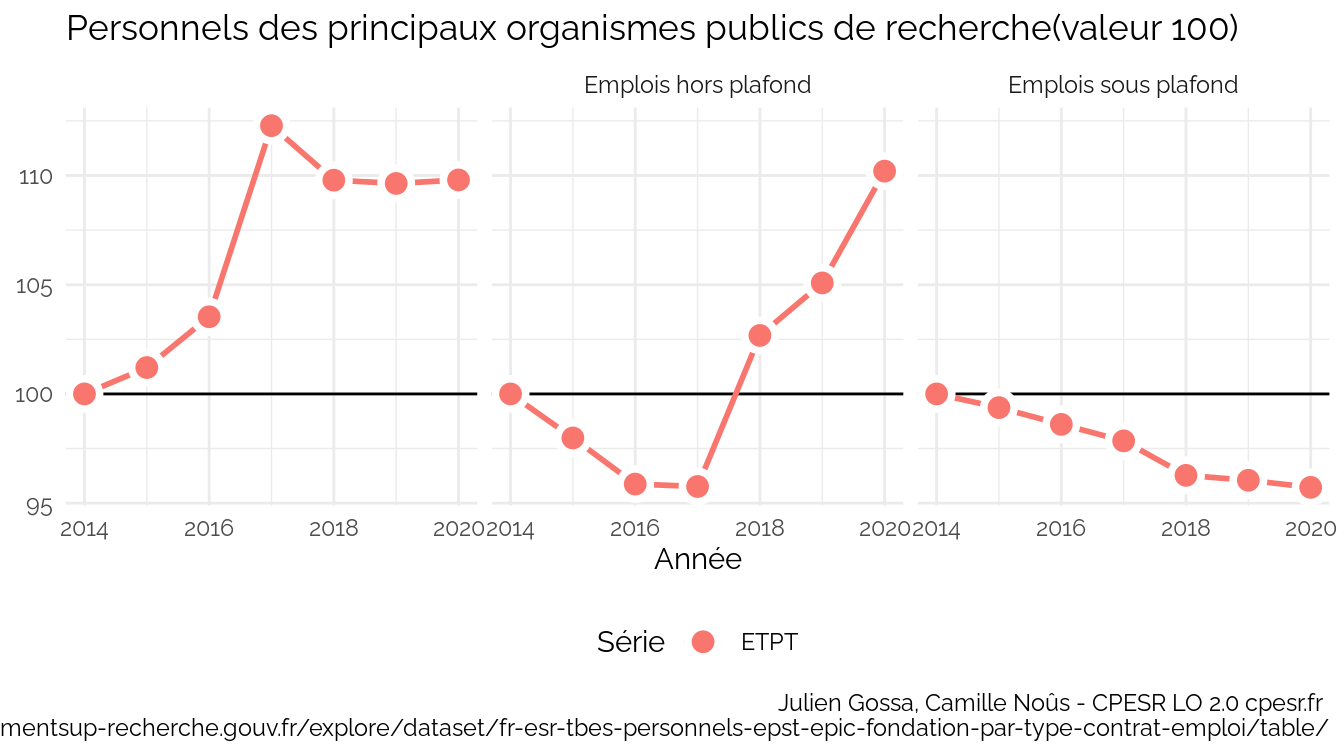 Personnels des principaux organismes publics de recherche(valeur 100)
Emplois hors plafond
Emplois sous plafond
110
105
100
95
2014 2016 2018 2020
2014 2016 2018 2020
2014 2016 2018 2020
Année
Série ETPT
Julien Gossa, Camille Noûs - CPESR LO 2.0 cpesr.fr
mentsup-recherche.gouv.fr/explore/dataset/fr-esr-tbes-personnels-epst-epic-fondation-par-type-contrat-emploi/table/